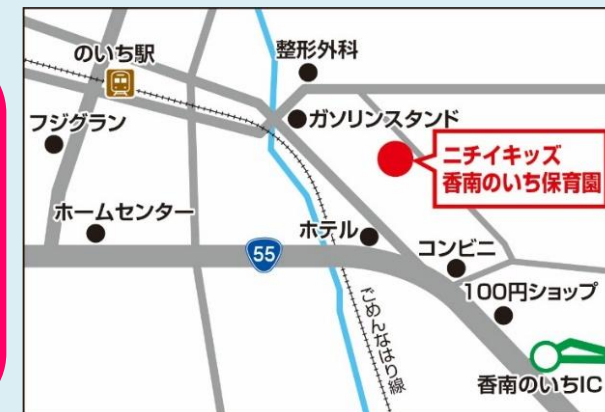 のいち駅
整形外科
フジグラン
ガソリンスタンド
ニチイキッズ
香南のいち保育園
ホームセンター
ホテル
55
コンビニ
100円ショップ
ごめんなはり線
香南のいちIC